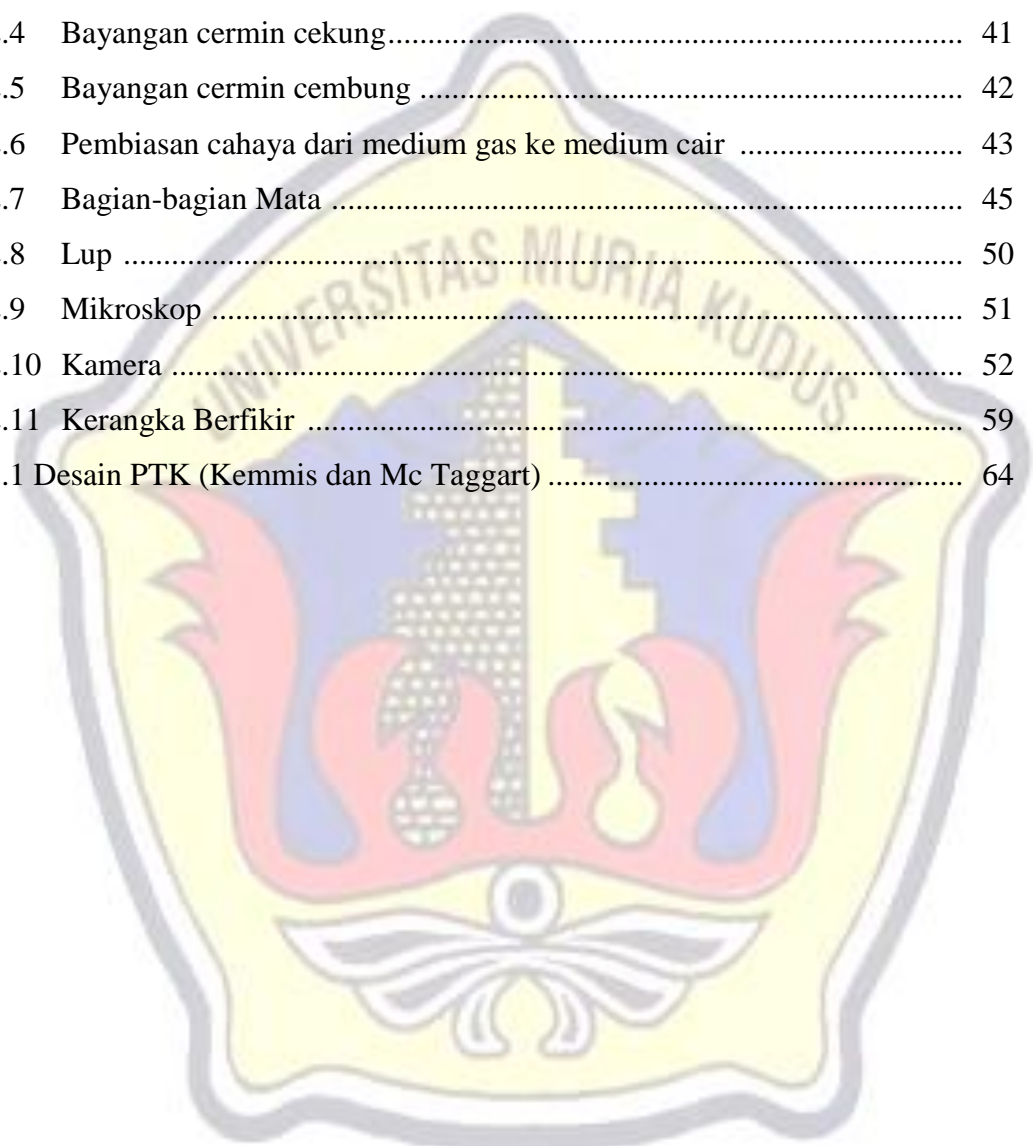 .4 Bayangan cermin cekung........................................................................ 41
.5 Bayangan cermin cembung .................................................................... 42
.6 Pembiasan cahaya dari medium gas ke medium cair ............................ 43
.7 Bagian-bagian Mata ............................................................................... 45
.8 Lup ......................................................................................................... 50
.9 Mikroskop ............................................................................................... 51
.10 Kamera .................................................................................................. 52
.11 Kerangka Berfikir .................................................................................. 59
.1 Desain PTK (Kemmis dan Mc Taggart) ................................................... 64
UNIVERSITAS MURIA KUDUS